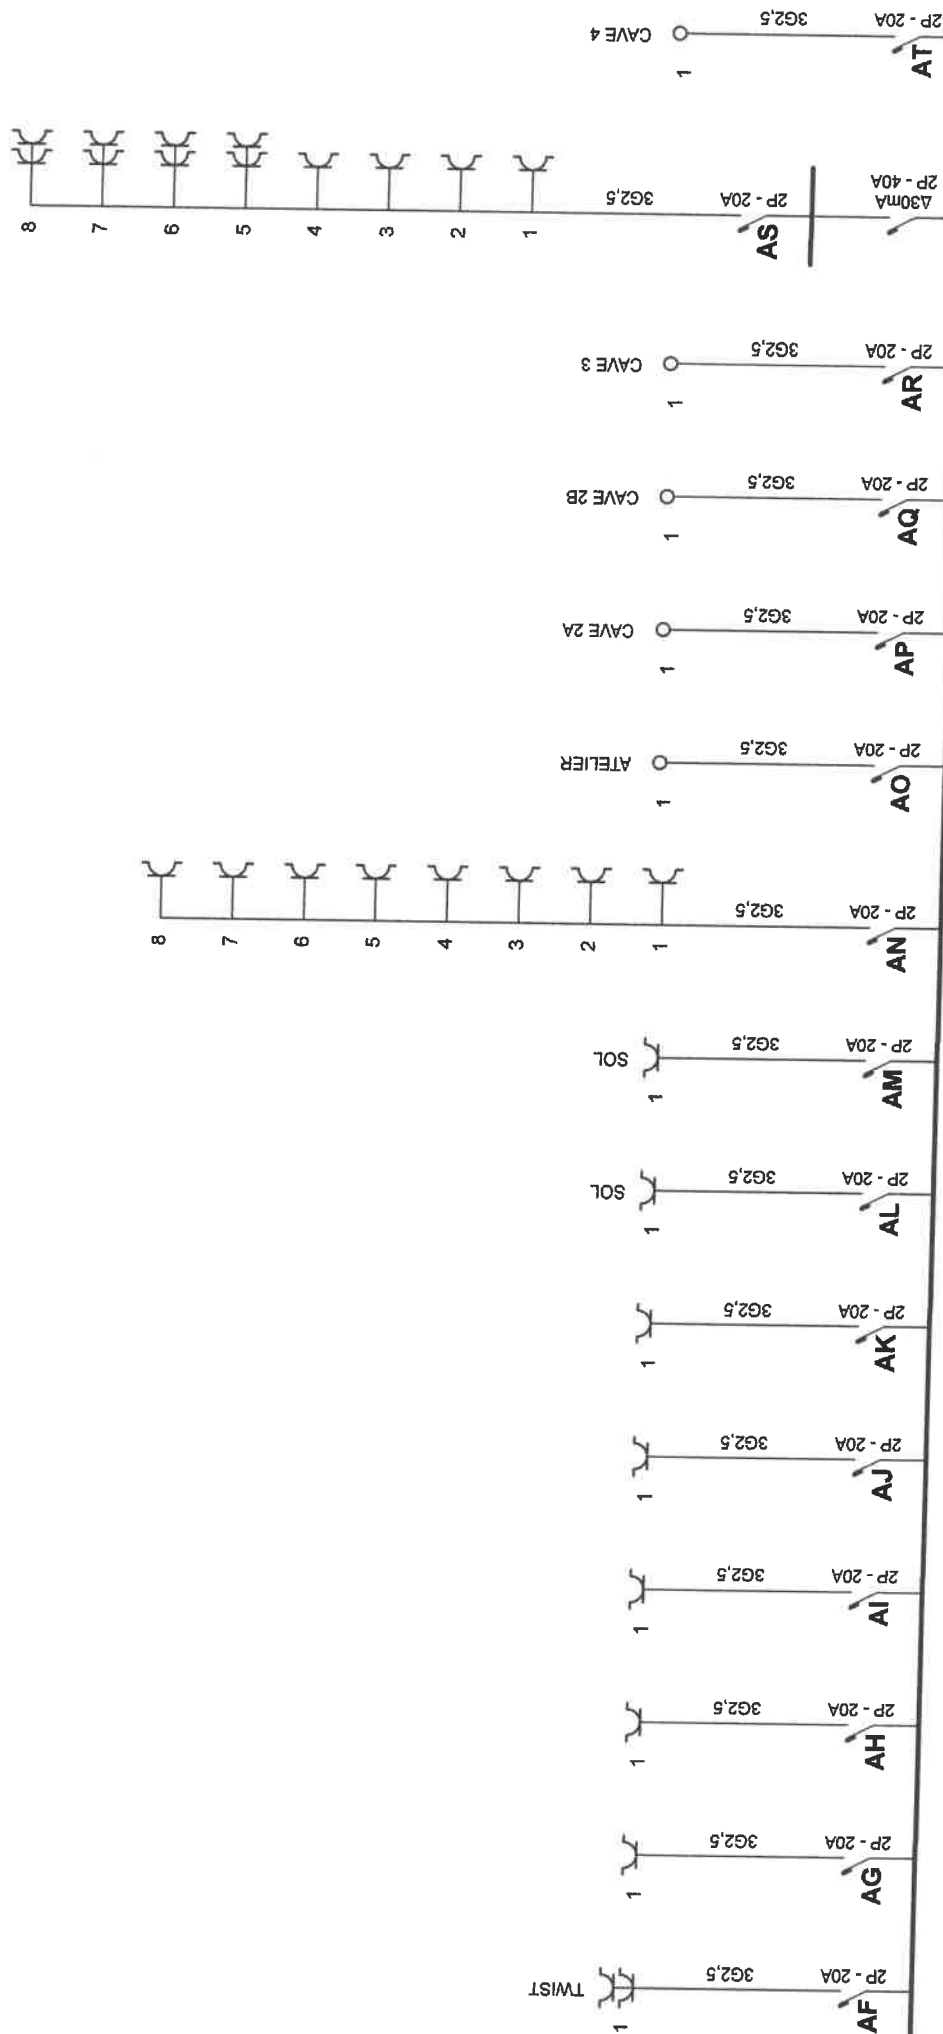 CAVE 4
1
3G2,5
2P - 20A
AT
8
7
6
5
4
3
2
1
3G2,5
2P - 20A
AS
2P - 40A
Δ30mA
CAVE 3
1
3G2,5
2P - 20A
AR
CAVE 2B
1
3G2,5
2P - 20A
AQ
CAVE 2A
1
3G2,5
2P - 20A
AP
ATELIER
1
3G2,5
2P - 20A
AO
8
7
6
5
4
3
2
1
3G2,5
2P - 20A
AN
SOL
1
3G2,5
2P - 20A
AM
SOL
1
3G2,5
2P - 20A
AL
1
3G2,5
2P - 20A
AK
1
3G2,5
2P - 20A
AJ
1
3G2,5
2P - 20A
AI
1
3G2,5
2P - 20A
AH
1
3G2,5
2P - 20A
AG
TWIST
1
3G2,5
2P - 20A
AF